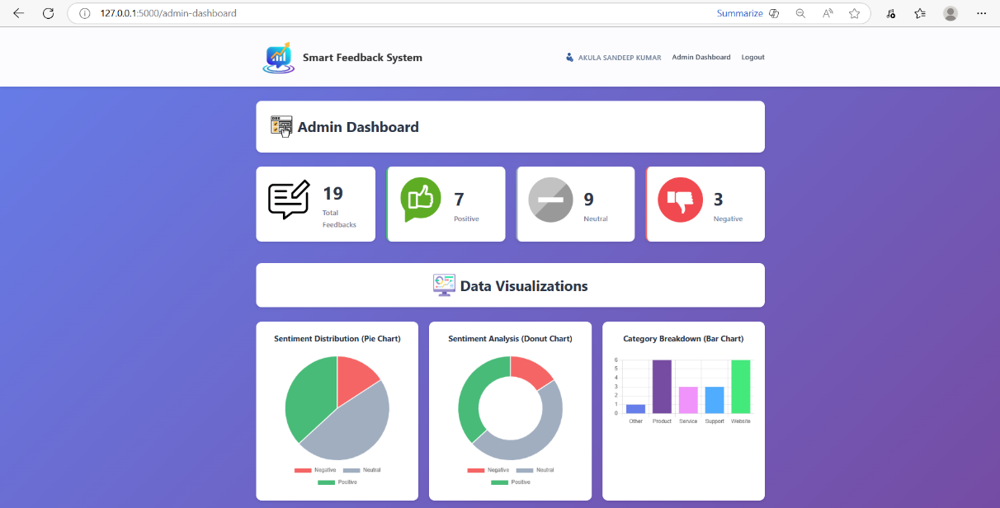 127.0.0.1:5000/admin-dashboard
Summarize
Smart Feedback System
AKULA SANDEEP KUMAR
Admin Dashboard
Logout
Admin Dashboard
19
Total
Feedbacks
7
Positive
9
Neutral
3
Negative
Data Visualizations
Sentiment Distribution (Pie Chart)
Negative
Neutral
Positive
Sentiment Analysis (Donut Chart)
Negative
Neutral
Positive
Category Breakdown (Bar Chart)
6
5
4
3
2
1
0
Other Product Service Support Website